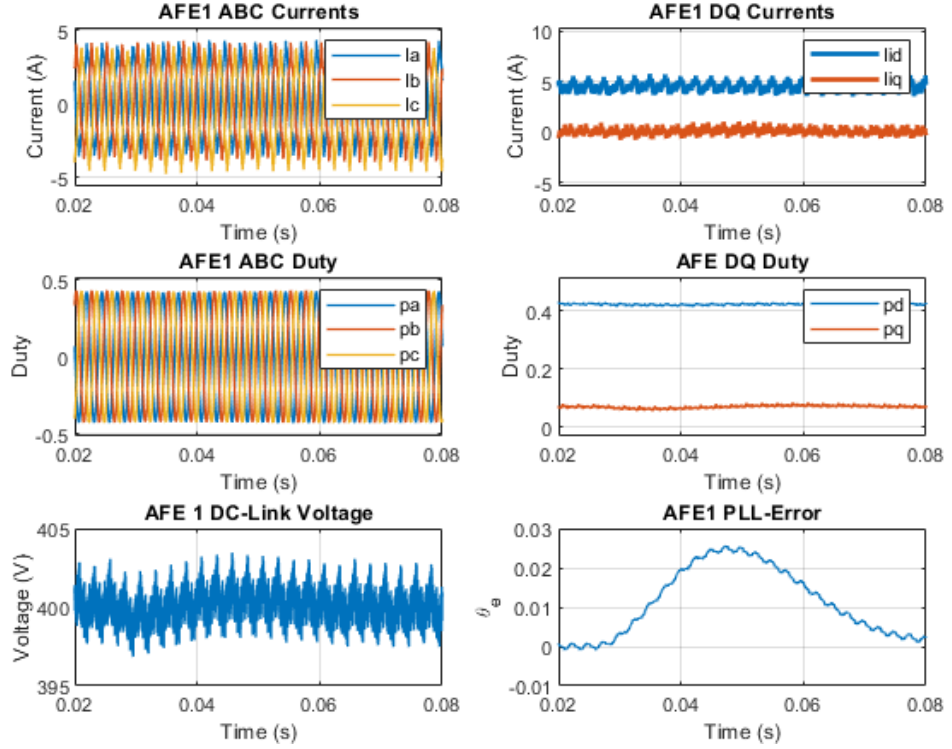 AFE1 ABC Currents
5
0
-5
Current (A)
Ia
Ib
Ic
0.02 0.04 0.06 0.08
Time (s)
AFE1 DQ Currents
10
5
0
-5
Current (A)
Iid
Iiq
0.02 0.04 0.06 0.08
Time (s)
AFE1 ABC Duty
0.5
0
-0.5
Duty
pa
pb
pc
0.02 0.04 0.06 0.08
Time (s)
AFE DQ Duty
0.4
0.2
0
Duty
pd
pq
0.02 0.04 0.06 0.08
Time (s)
AFE 1 DC-Link Voltage
405
400
395
Voltage (V)
0.02 0.04 0.06 0.08
Time (s)
AFE1 PLL-Error
0.03
0.02
0.01
0
-0.01
θe
0.02 0.04 0.06 0.08
Time (s)